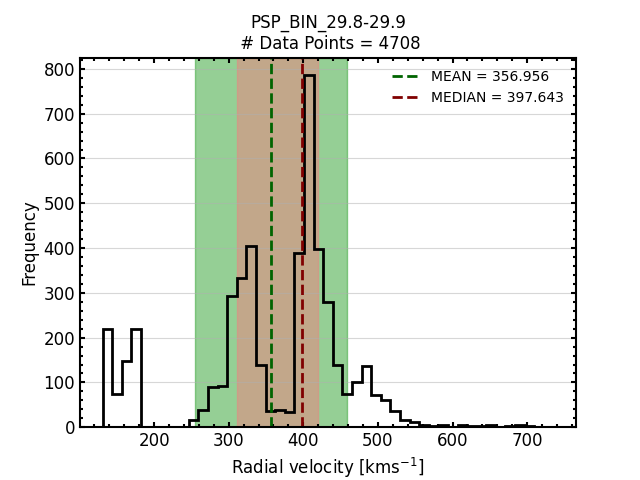 PSP_BIN_29.8-29.9
# Data Points = 4708
MEAN = 356.956
MEDIAN = 397.643
Frequency
800
700
600
500
400
300
200
100
0
200 300 400 500 600 700
Radial velocity [kms⁻¹]